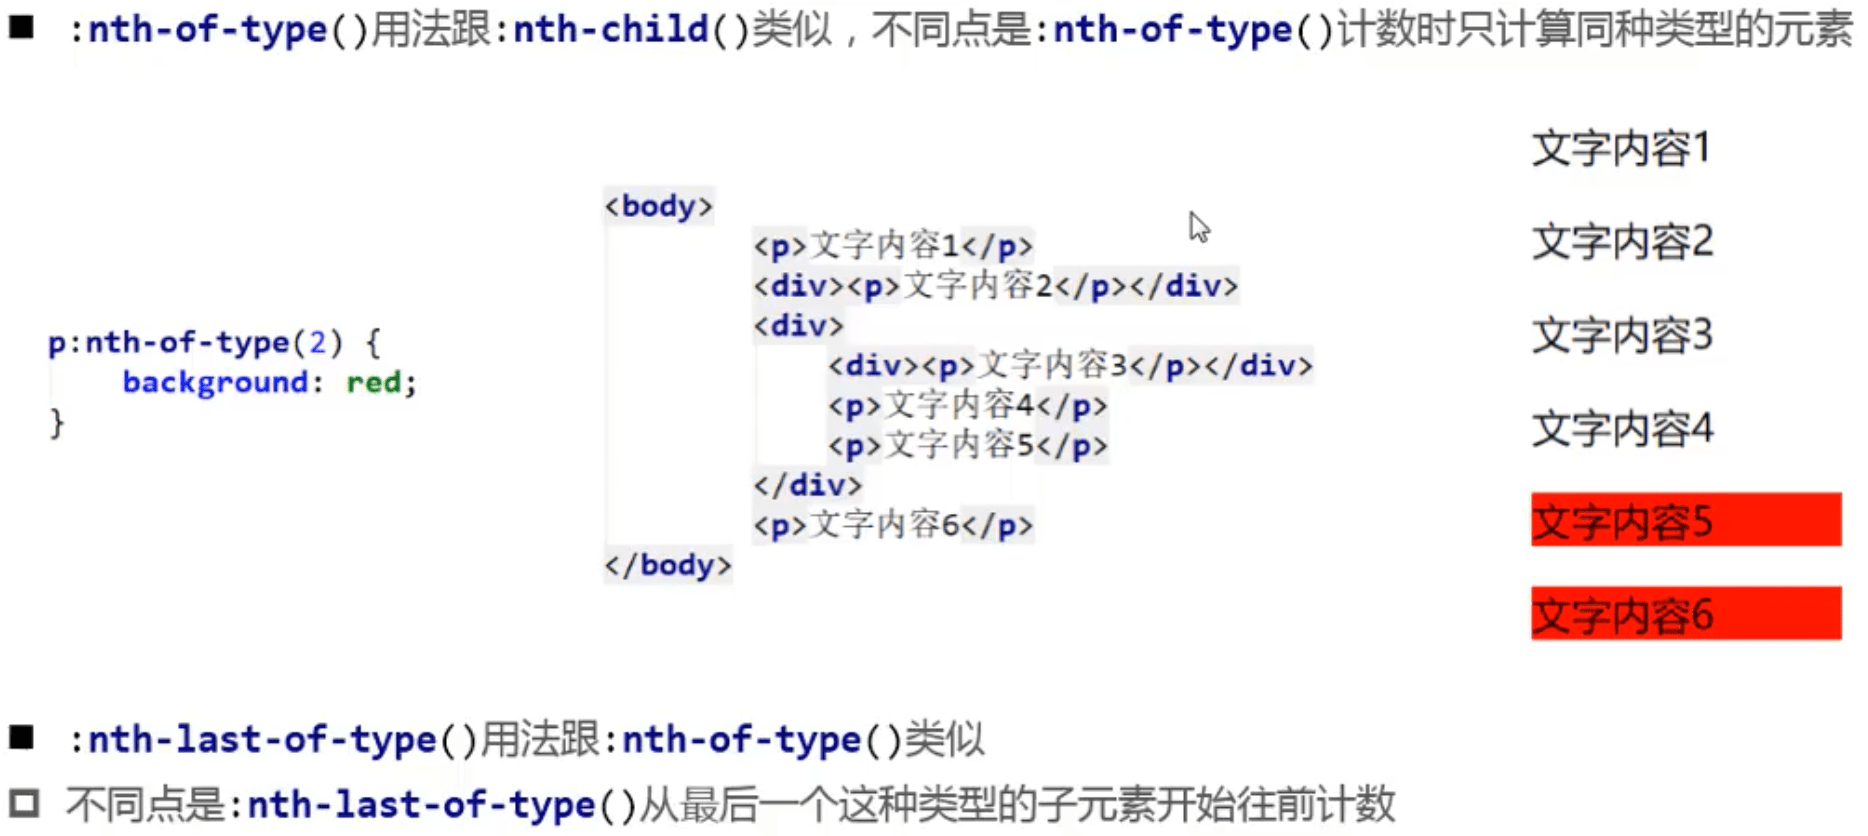 ■ :nth-of-type()用法跟:nth-child()类似，不同点是:nth-of-type()计数时只计算同种类型的元素
p:nth-of-type(2) {
background: red;
}
<body>
<p>文字内容1</p>
<div><p>文字内容2</p></div>
<div>
<div><p>文字内容3</p></div>
<p>文字内容4</p>
<p>文字内容5</p>
</div>
<p>文字内容6</p>
</body>
文字内容1
文字内容2
文字内容3
文字内容4
文字内容5
文字内容6
■ :nth-last-of-type()用法跟:nth-of-type()类似
□ 不同点是:nth-last-of-type()从最后一个这种类型的子元素开始往前计数